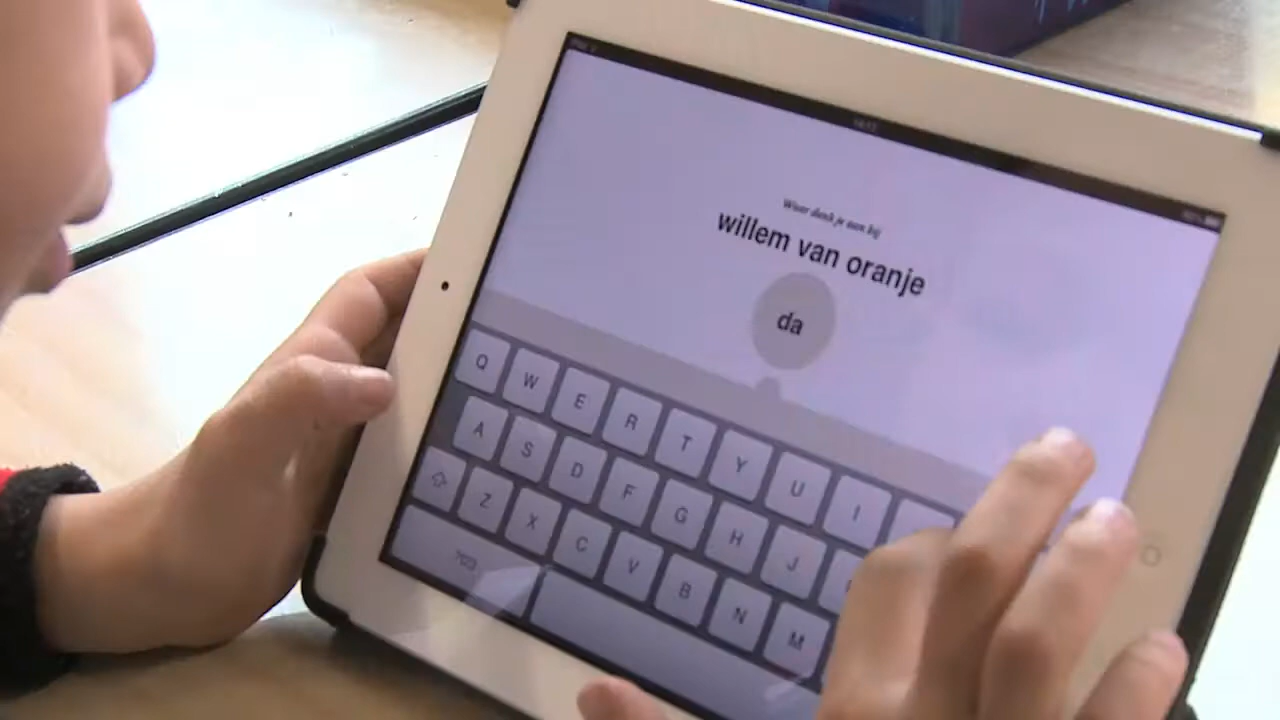 Waar denk je aan bij
willem van oranje
da
Q W E R T Y U I
A S D F G H J
Z X C V B N M